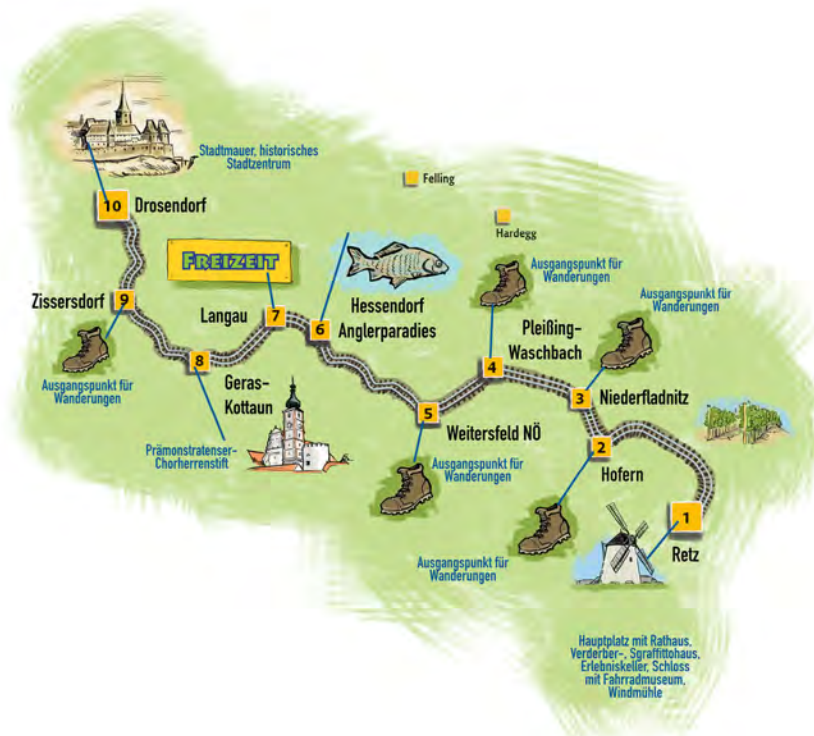 Stadtmauer, historisches
Stadtzentrum
10
Drosendorf
Felling
Hardegg
FREIZEIT
Zissersdorf
9
Ausgangspunkt für
Wanderungen
Langau
7
6
Hessendorf
Anglerparadies
8
Geras-
Kottaun
Prämonstratenser-
Chorherrenstift
Ausgangspunkt für
Wanderungen
Pleißing-
Waschbach
4
Ausgangspunkt für
Wanderungen
3
Niederfladnitz
5
Weitersfeld NÖ
Ausgangspunkt für
Wanderungen
2
Hofern
Ausgangspunkt für
Wanderungen
1
Retz
Hauptplatz mit Rathaus,
Verderber-, Sgraffittohaus,
Erlebniskeller, Schloss
mit Fahrradmuseum,
Windmühle